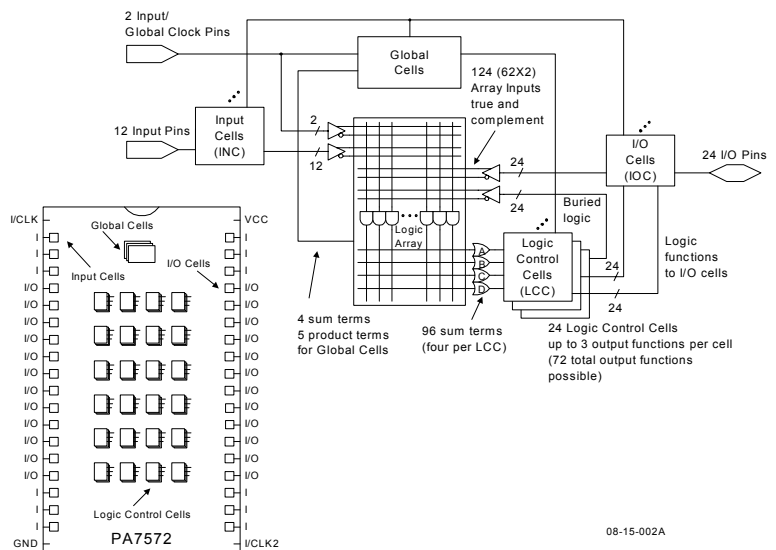 2 Input/
Global Clock Pins
Global
Cells
124 (62X2)
Array Inputs
true and
complement
2
12 Input Pins
Input
Cells
(INC)
12
24
I/O
Cells
(IOC)
24 I/O Pins
24
Buried
logic
Logic
Array
A
B
C
D
Logic
Control
Cells
(LCC)
24
24
Logic
functions
to I/O cells
4 sum terms
5 product terms
for Global Cells
96 sum terms
(four per LCC)
24 Logic Control Cells
up to 3 output functions per cell
(72 total output functions
possible)
I/CLK
I
I
I
I/O
I/O
I/O
I/O
I/O
I/O
I/O
I/O
I/O
I/O
I/O
I/O
I
I
I
GND
Global Cells
Input Cells
I/O Cells
Logic Control Cells
PA7572
VCC
I
I
I
I/O
I/O
I/O
I/O
I/O
I/O
I/O
I/O
I/O
I/O
I/O
I/O
I
I
I
I/CLK2
08-15-002A